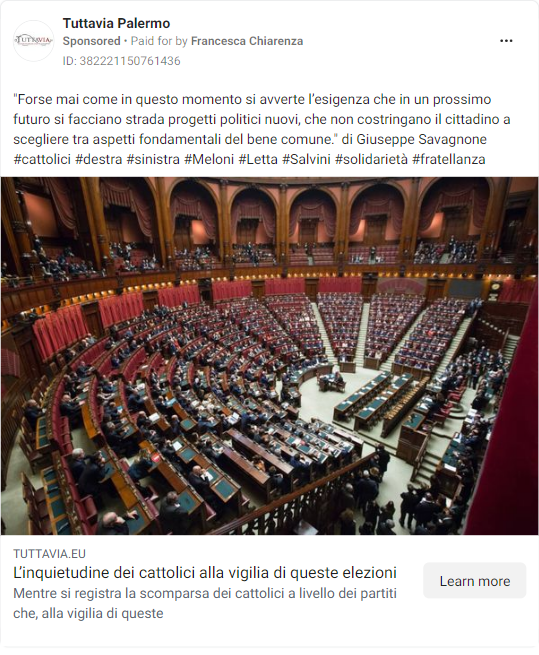 Tuttavia Palermo
Sponsored • Paid for by Francesca Chiarenza
ID: 382221150761436
TUTTAVIA
"Forse mai come in questo momento si avverte l'esigenza che in un prossimo
futuro si facciano strada progetti politici nuovi, che non costringano il cittadino a
scegliere tra aspetti fondamentali del bene comune." di Giuseppe Savagnone
#cattolici #destra #sinistra #Meloni #Letta #Salvini #solidarietà #fratellanza
TUTTAVIA.EU
L'inquietudine dei cattolici alla vigilia di queste elezioni
Mentre si registra la scomparsa dei cattolici a livello dei partiti
che, alla vigilia di queste
Learn more